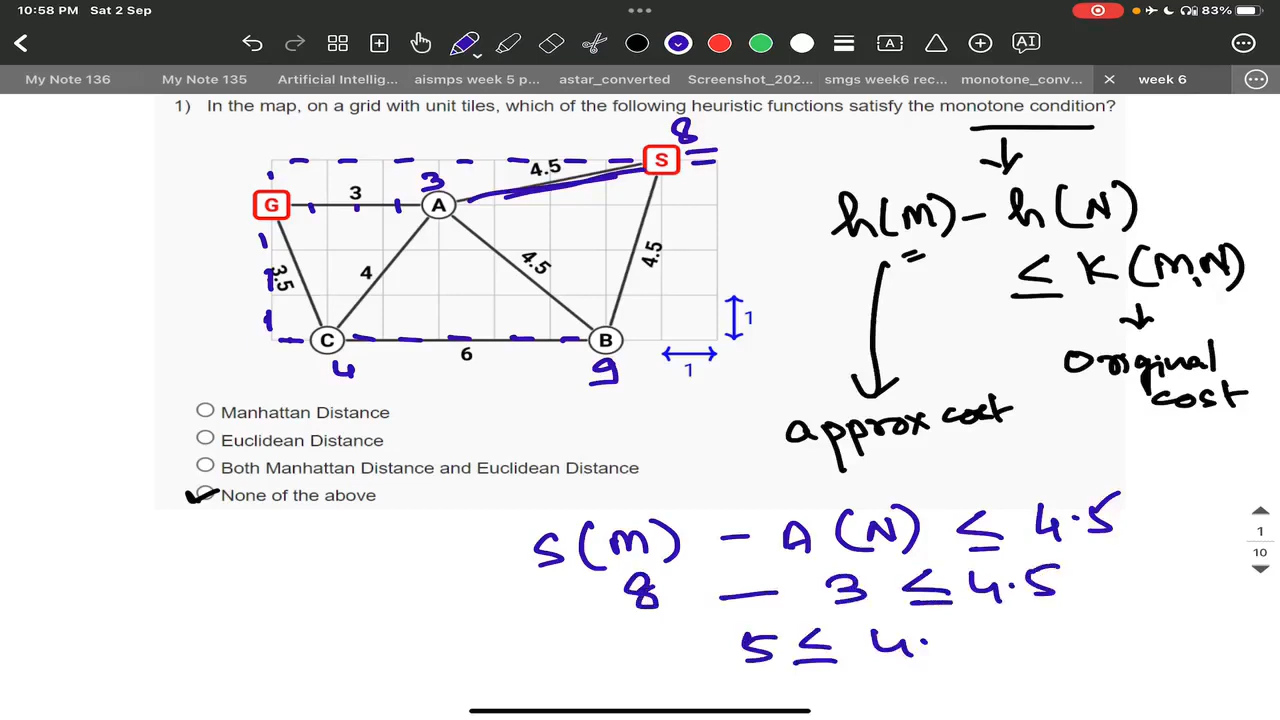 10:58 PM Sat 2 Sep
83%
A
AI
My Note 136 My Note 135 Artificial Intellig... aismps week 5 p... astar_converted Screenshot_202... smgs week6 rec... monotone_conv... week 6
1) In the map, on a grid with unit tiles, which of the following heuristic functions satisfy the monotone condition?
8
S
4.5
3
3
G
A
h(M) - h(N)
≤ K(M,N)
3.5
4
4.5
4.5
1
C
B
6
1
4
9
original cost
approx cost
Manhattan Distance
Euclidean Distance
Both Manhattan Distance and Euclidean Distance
None of the above
S(M) - A(N) ≤ 4.5
8 - 3 ≤ 4.5
5 ≤ 4.
1
10